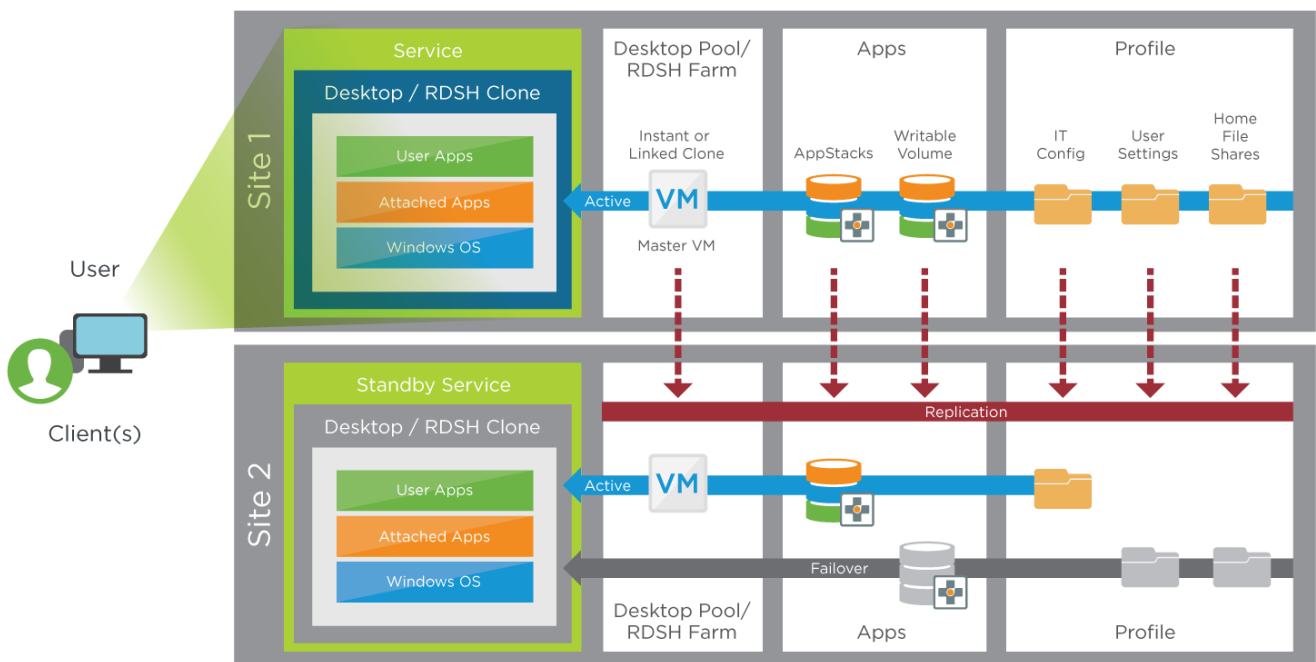 User
Client(s)
Site 1
Service
Desktop / RDSH Clone
User Apps
Attached Apps
Windows OS
Active
Desktop Pool/
RDSH Farm
Instant or
Linked Clone
VM
Master VM
Apps
AppStacks
Writable
Volume
Profile
IT
Config
User
Settings
Home
File
Shares
Site 2
Standby Service
Desktop / RDSH Clone
User Apps
Attached Apps
Windows OS
Replication
Active
VM
Failover
Desktop Pool/
RDSH Farm
Apps
Profile